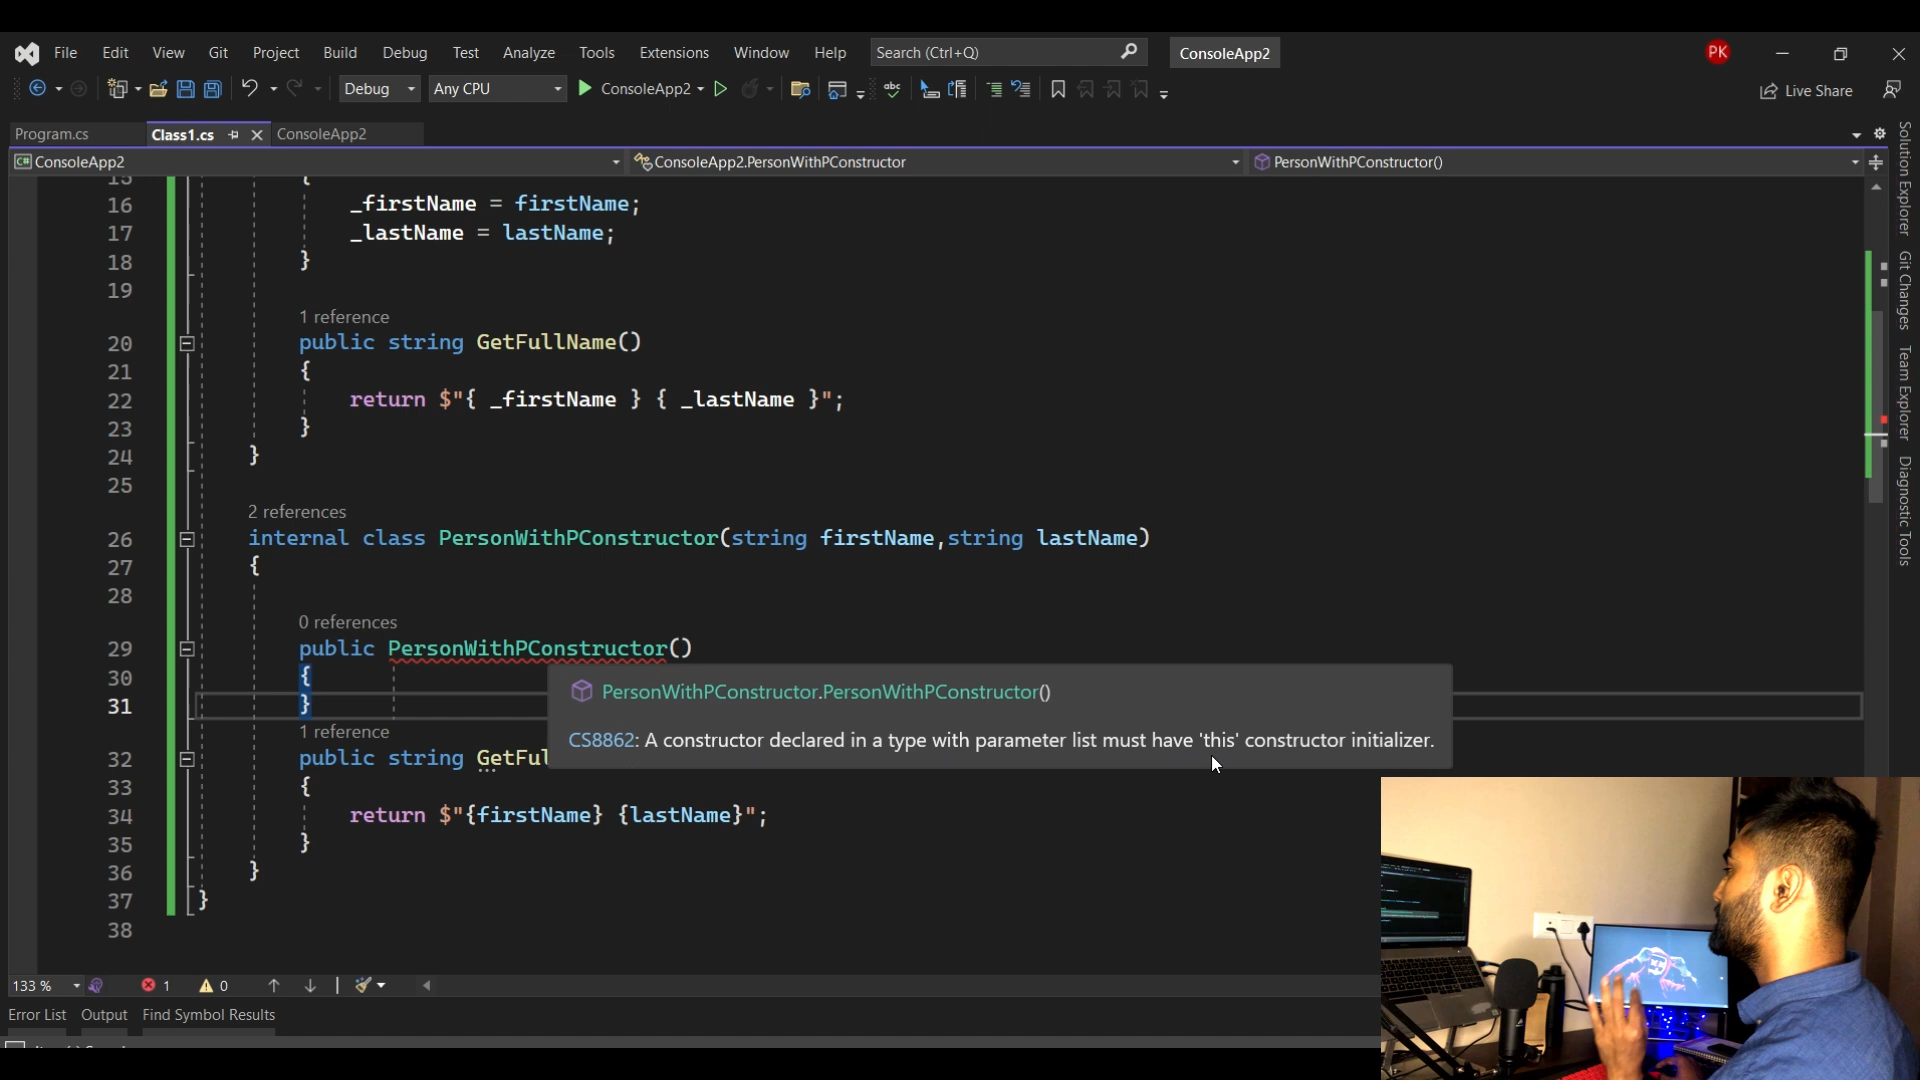 File Edit View Git Project Build Debug Test Analyze Tools Extensions Window Help Search (Ctrl+Q) ConsoleApp2 PK
Debug Any CPU ConsoleApp2 abc Live Share
Program.cs Class1.cs ConsoleApp2
C# ConsoleApp2 ConsoleApp2.PersonWithPConstructor PersonWithPConstructor()
15 {
16 _firstName = firstName;
17 _lastName = lastName;
18 }
19
1 reference
20 public string GetFullName()
21 {
22 return $"{ _firstName } { _lastName }";
23 }
24 }
25
2 references
26 internal class PersonWithPConstructor(string firstName,string lastName)
27 {
28
0 references
29 public PersonWithPConstructor()
30 {
31 }
PersonWithPConstructor.PersonWithPConstructor()
CS8862: A constructor declared in a type with parameter list must have 'this' constructor initializer.
1 reference
32 public string GetFul
33 {
34 return $"{firstName} {lastName}";
35 }
36 }
37 }
38
133 % 1 0
Error List Output Find Symbol Results
Solution Explorer
Git Changes
Team Explorer
Diagnostic Tools